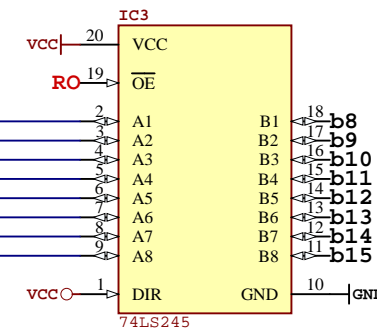 IC3
VCC 20 VCC
RO 19 OE
2 A1 B1 18 b8
3 A2 B2 17 b9
4 A3 B3 16 b10
5 A4 B4 15 b11
6 A5 B5 14 b12
7 A6 B6 13 b13
8 A7 B7 12 b14
9 A8 B8 11 b15
VCC 1 DIR GND 10 GND
74LS245